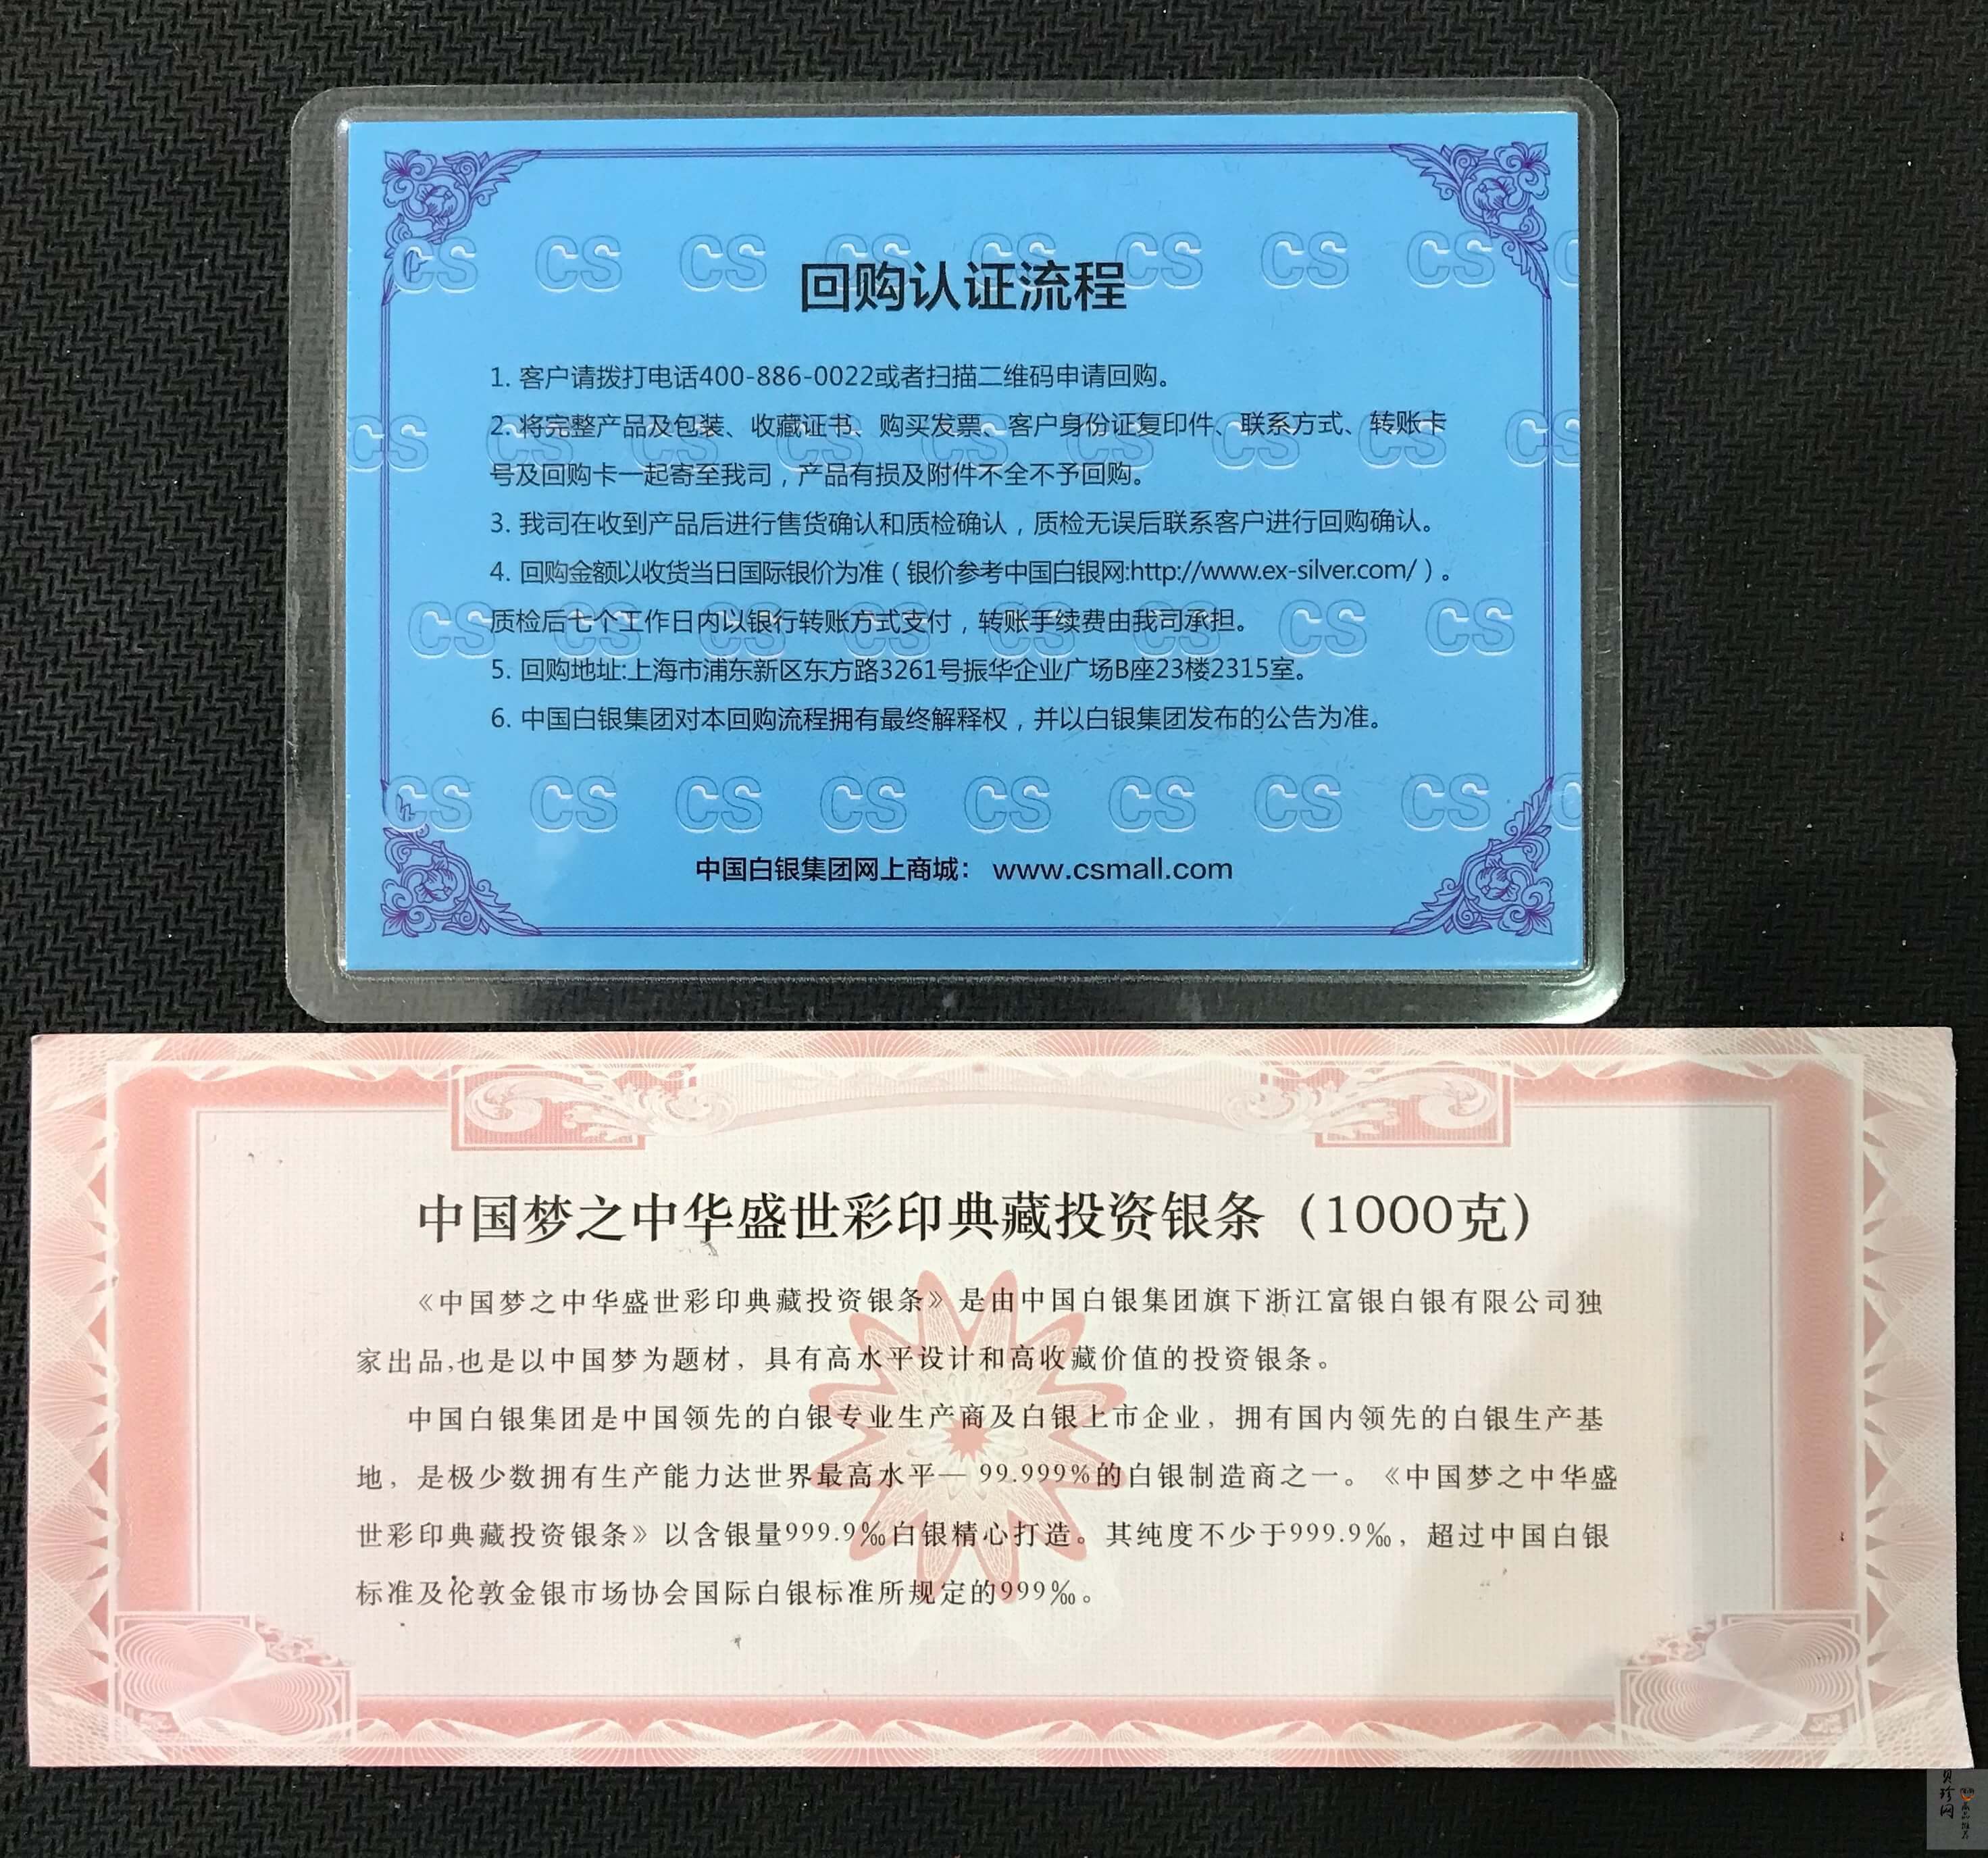 回购认证流程
1. 客户请拨打电话400-886-0022或者扫描二维码申请回购。
2. 将完整产品及包装、收藏证书、购买发票、客户身份证复印件、联系方式、转账卡
号及回购卡一起寄至我司，产品有损及附件不全不予回购。
3. 我司在收到产品后进行售货确认和质检确认，质检无误后联系客户进行回购确认。
4. 回购金额以收货当日国际银价为准（银价参考中国白银网:http://www.ex-silver.com/）。
质检后七个工作日内以银行转账方式支付，转账手续费由我司承担。
5. 回购地址:上海市浦东新区东方路3261号振华企业广场B座23楼2315室。
6. 中国白银集团对本回购流程拥有最终解释权，并以白银集团发布的公告为准。
中国白银集团网上商城： www.csmall.com
CS CS CS CS CS CS CS CS
中国梦之中华盛世彩印典藏投资银条（1000克）
《中国梦之中华盛世彩印典藏投资银条》是由中国白银集团旗下浙江富银白银有限公司独
家出品,也是以中国梦为题材，具有高水平设计和高收藏价值的投资银条。
中国白银集团是中国领先的白银专业生产商及白银上市企业，拥有国内领先的白银生产基
地，是极少数拥有生产能力达世界最高水平— 99.999%的白银制造商之一。《中国梦之中华盛
世彩印典藏投资银条》以含银量999.9‰白银精心打造。其纯度不少于999.9‰，超过中国白银
标准及伦敦金银市场协会国际白银标准所规定的999‰。